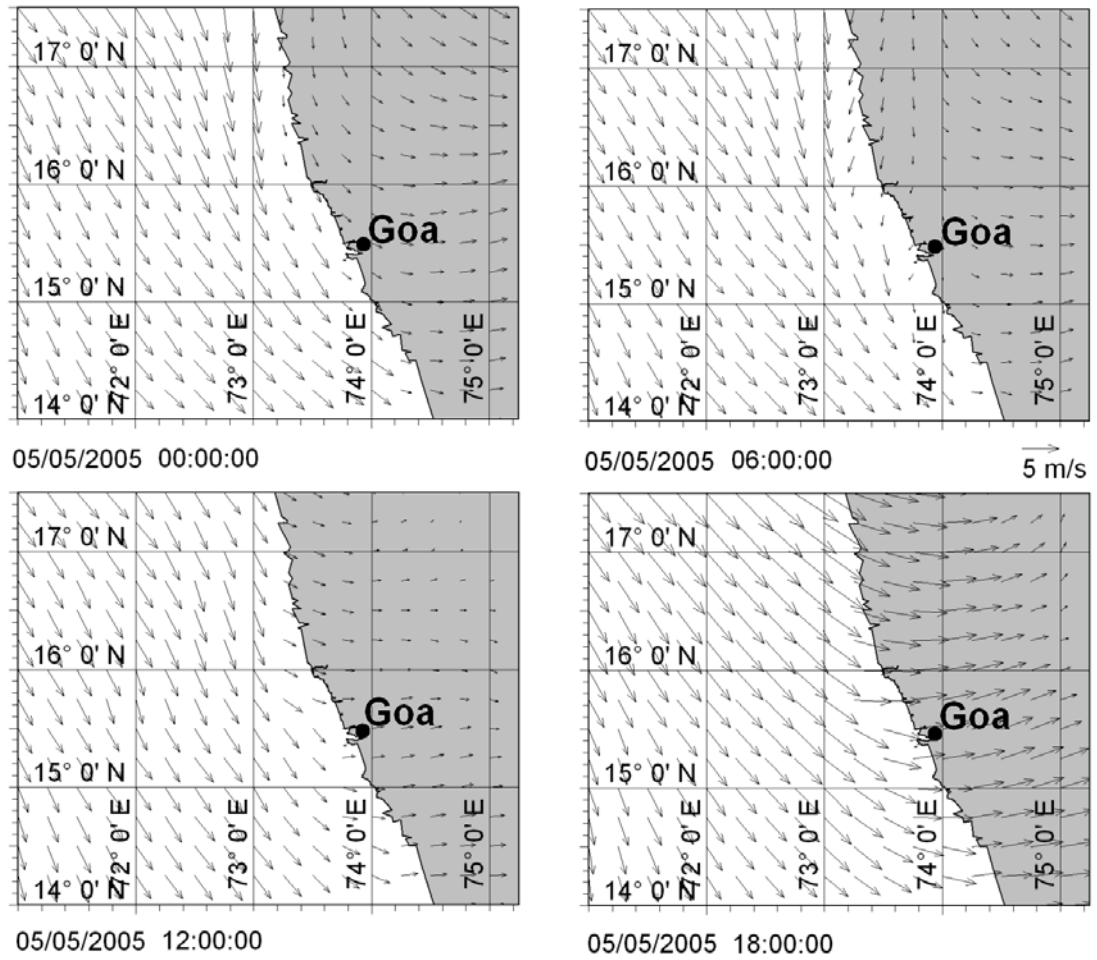 17° 0' N
16° 0' N
Goa
15° 0' N
72° 0' E
73° 0' E
74° 0' E
75° 0' E
14° 0' N
05/05/2005 00:00:00
17° 0' N
16° 0' N
Goa
15° 0' N
72° 0' E
73° 0' E
74° 0' E
75° 0' E
14° 0' N
05/05/2005 06:00:00
5 m/s
17° 0' N
16° 0' N
Goa
15° 0' N
72° 0' E
73° 0' E
74° 0' E
75° 0' E
14° 0' N
05/05/2005 12:00:00
17° 0' N
16° 0' N
Goa
15° 0' N
72° 0' E
73° 0' E
74° 0' E
75° 0' E
14° 0' N
05/05/2005 18:00:00